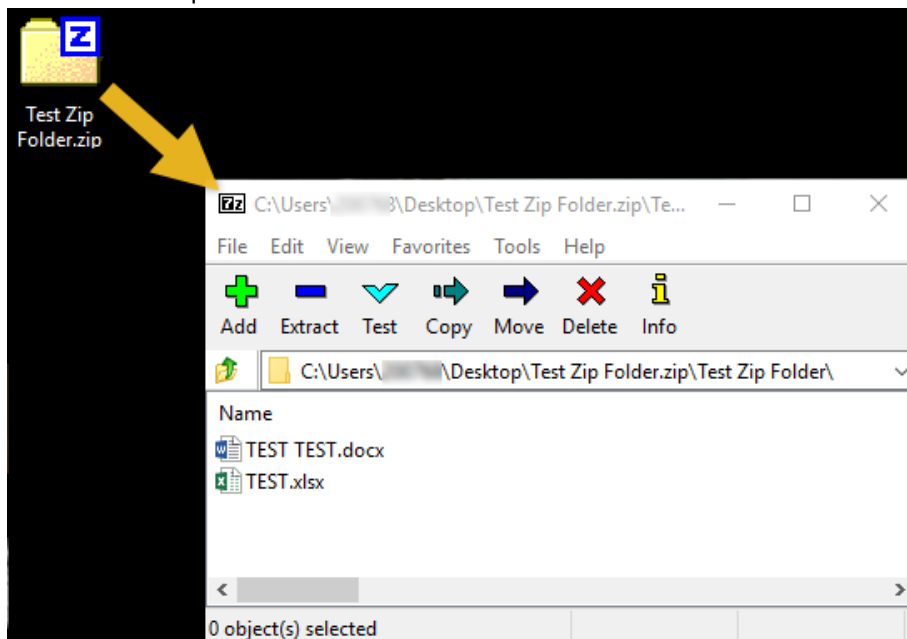 Z
Test Zip
Folder.zip
7z C:\Users\ \Desktop\Test Zip Folder.zip\Te...
File Edit View Favorites Tools Help
Add Extract Test Copy Move Delete Info
C:\Users\ \Desktop\Test Zip Folder.zip\Test Zip Folder\
Name
TEST TEST.docx
TEST.xlsx
0 object(s) selected